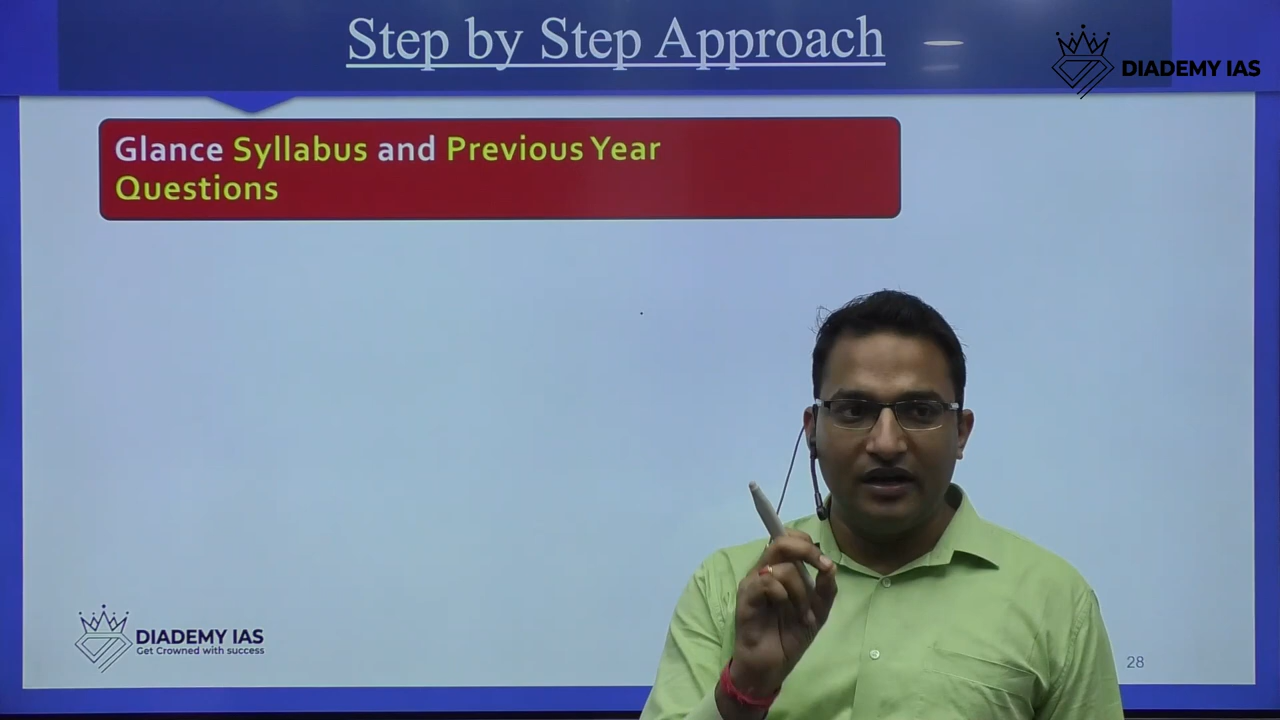 Step by Step Approach
DIADEMY IAS
Glance Syllabus and Previous Year
Questions
DIADEMY IAS
Get Crowned with success
28